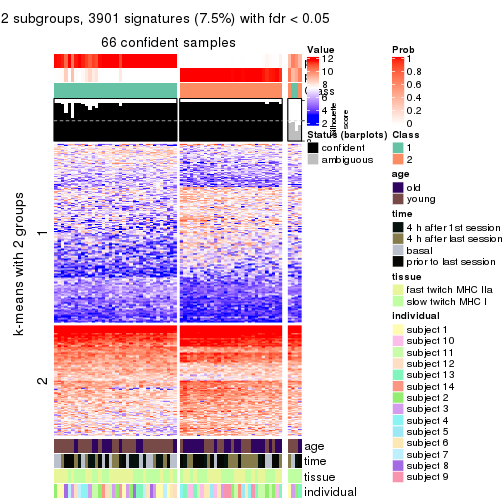 2 subgroups, 3901 signatures (7.5%) with fdr < 0.05
66 confident samples
k-means with 2 groups
1
2
Silhouette
score
age
time
tissue
individual
Value
12
10
8
6
4
2
Status (barplots)
confident
ambiguous
Prob
1
0.8
0.6
0.4
0.2
0
Class
1
2
age
old
young
time
4 h after 1st session
4 h after last session
basal
prior to last session
tissue
fast twitch MHC IIa
slow twitch MHC I
individual
subject 1
subject 10
subject 11
subject 12
subject 13
subject 14
subject 2
subject 3
subject 4
subject 5
subject 6
subject 7
subject 8
subject 9